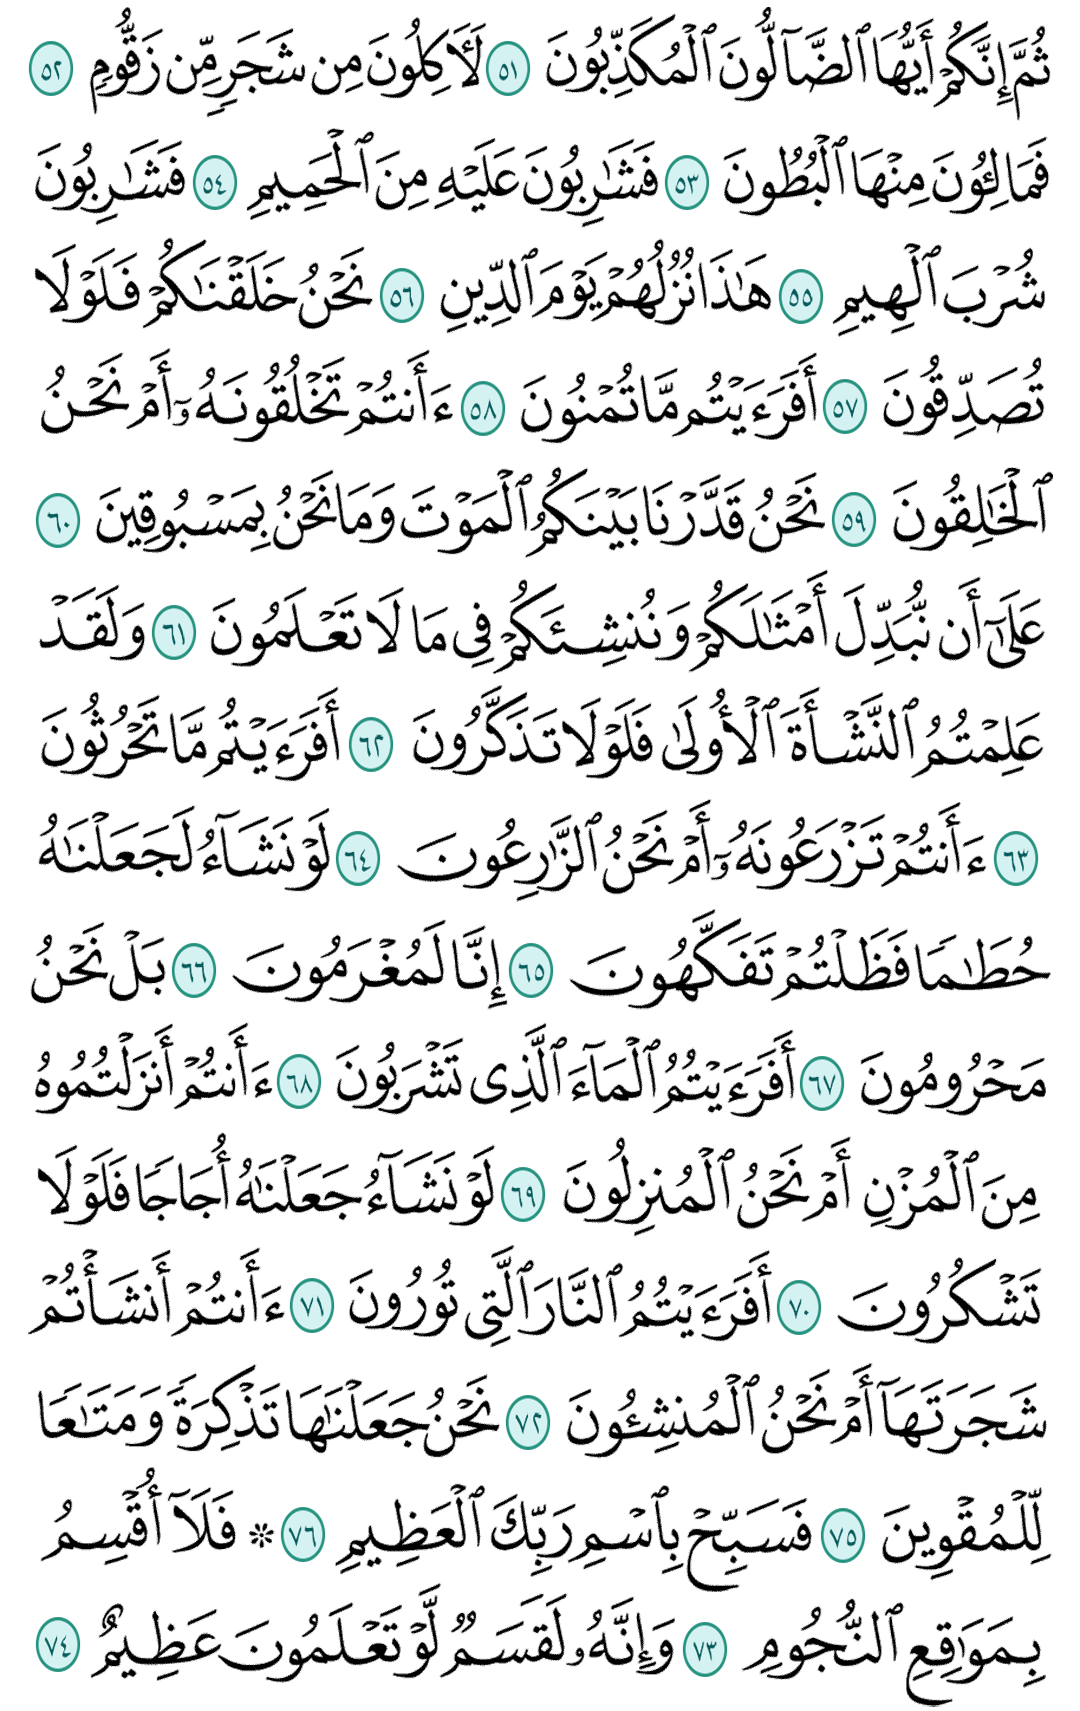 ثُمَّ إِنَّكُمْ أَيُّهَا ٱلضَّآلُّونَ ٱلْمُكَذِّبُونَ ٥١ لَأٓكِلُونَ مِن شَجَرٍ مِّن زَقُّومٍ ٥٢
فَمَالِـُٔونَ مِنْهَا ٱلْبُطُونَ ٥٣ فَشَٰرِبُونَ عَلَيْهِ مِنَ ٱلْحَمِيمِ ٥٤ فَشَٰرِبُونَ
شُرْبَ ٱلْهِيمِ ٥٥ هَٰذَا نُزُلُهُمْ يَوْمَ ٱلدِّينِ ٥٦ نَحْنُ خَلَقْنَٰكُمْ فَلَوْلَا
تُصَدِّقُونَ ٥٧ أَفَرَءَيْتُم مَّا تُمْنُونَ ٥٨ ءَأَنتُمْ تَخْلُقُونَهُۥٓ أَمْ نَحْنُ
ٱلْخَٰلِقُونَ ٥٩ نَحْنُ قَدَّرْنَا بَيْنَكُمُ ٱلْمَوْتَ وَمَا نَحْنُ بِمَسْبُوقِينَ ٦٠
عَلَىٰٓ أَن نُّبَدِّلَ أَمْثَٰلَكُمْ وَنُنشِئَكُمْ فِى مَا لَا تَعْلَمُونَ ٦١ وَلَقَدْ
عَلِمْتُمُ ٱلنَّشْأَةَ ٱلْأُولَىٰ فَلَوْلَا تَذَكَّرُونَ ٦٢ أَفَرَءَيْتُم مَّا تَحْرُثُونَ
٦٣ ءَأَنتُمْ تَزْرَعُونَهُۥٓ أَمْ نَحْنُ ٱلزَّٰرِعُونَ ٦٤ لَوْ نَشَآءُ لَجَعَلْنَٰهُ
حُطَٰمًا فَظَلْتُمْ تَفَكَّهُونَ ٦٥ إِنَّا لَمُغْرَمُونَ ٦٦ بَلْ نَحْنُ
مَحْرُومُونَ ٦٧ أَفَرَءَيْتُمُ ٱلْمَآءَ ٱلَّذِى تَشْرَبُونَ ٦٨ ءَأَنتُمْ أَنزَلْتُمُوهُ
مِنَ ٱلْمُزْنِ أَمْ نَحْنُ ٱلْمُنزِلُونَ ٦٩ لَوْ نَشَآءُ جَعَلْنَٰهُ أُجَاجًا فَلَوْلَا
تَشْكُرُونَ ٧٠ أَفَرَءَيْتُمُ ٱلنَّارَ ٱلَّتِى تُورُونَ ٧١ ءَأَنتُمْ أَنشَأْتُمْ
شَجَرَتَهَآ أَمْ نَحْنُ ٱلْمُنشِـُٔونَ ٧٢ نَحْنُ جَعَلْنَٰهَا تَذْكِرَةً وَمَتَٰعًا
لِّلْمُقْوِينَ ٧٥ فَسَبِّحْ بِٱسْمِ رَبِّكَ ٱلْعَظِيمِ ٧٦ ۞ فَلَآ أُقْسِمُ
بِمَوَٰقِعِ ٱلنُّجُومِ ٧٣ وَإِنَّهُۥ لَقَسَمٌ لَّوْ تَعْلَمُونَ عَظِيمٌ ٧٤